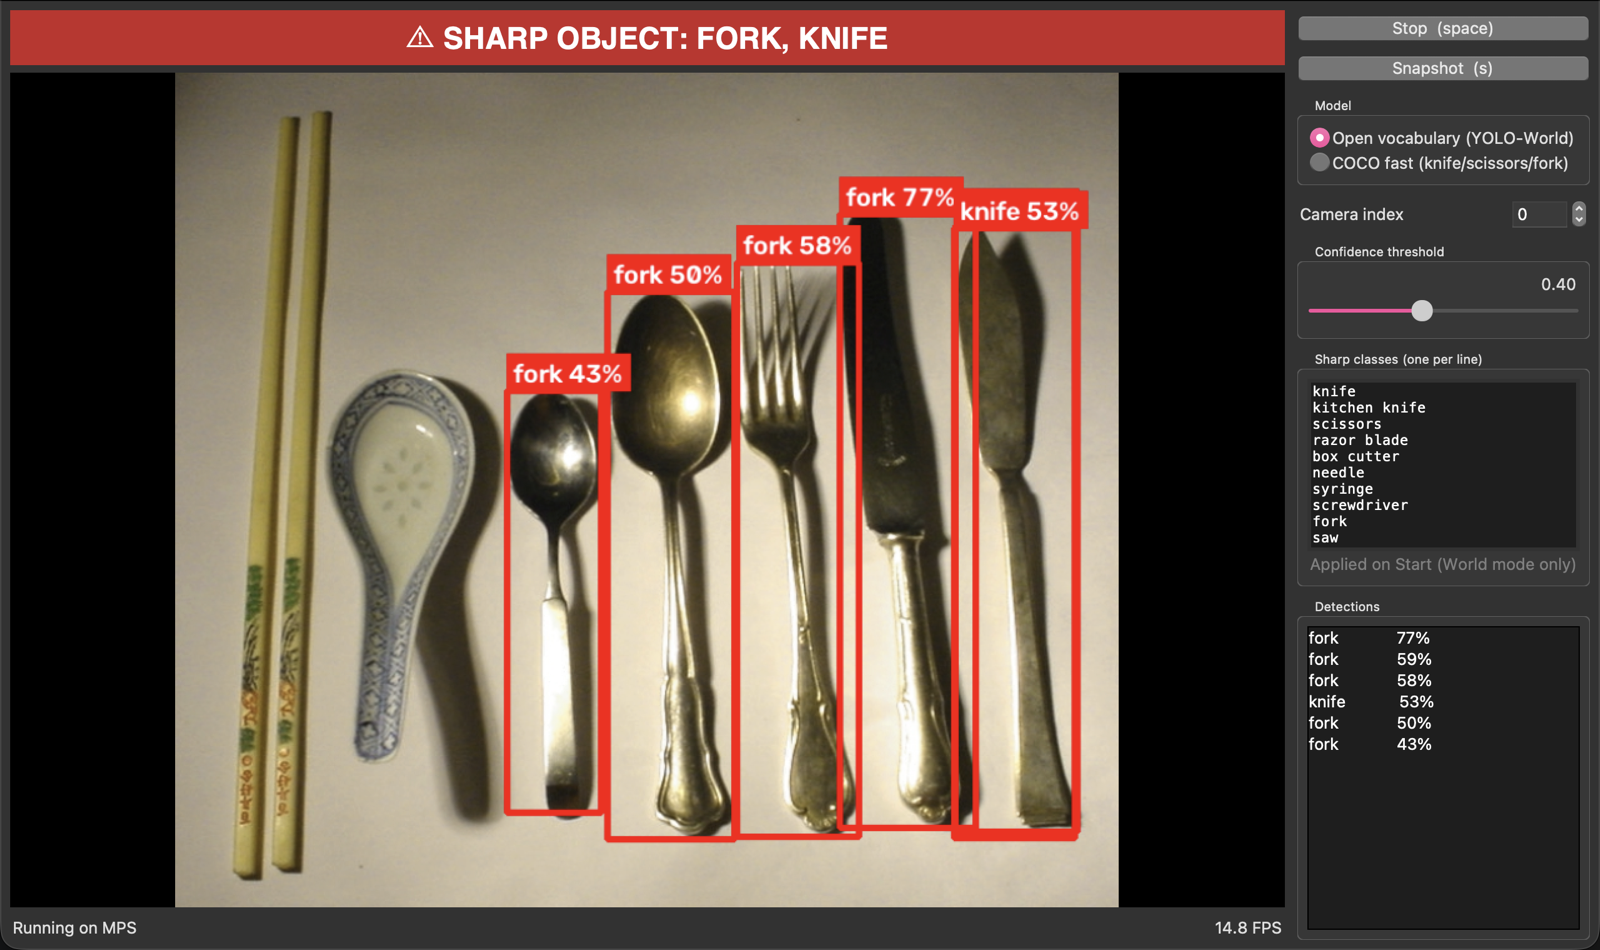 ⚠ SHARP OBJECT: FORK, KNIFE
fork 43%
fork 50%
fork 58%
fork 77%
knife 53%
Running on MPS
14.8 FPS
Stop (space)
Snapshot (s)
Model
Open vocabulary (YOLO-World)
COCO fast (knife/scissors/fork)
Camera index 0
Confidence threshold
0.40
Sharp classes (one per line)
knife
kitchen knife
scissors
razor blade
box cutter
needle
syringe
screwdriver
fork
saw
Applied on Start (World mode only)
Detections
fork 77%
fork 59%
fork 58%
knife 53%
fork 50%
fork 43%